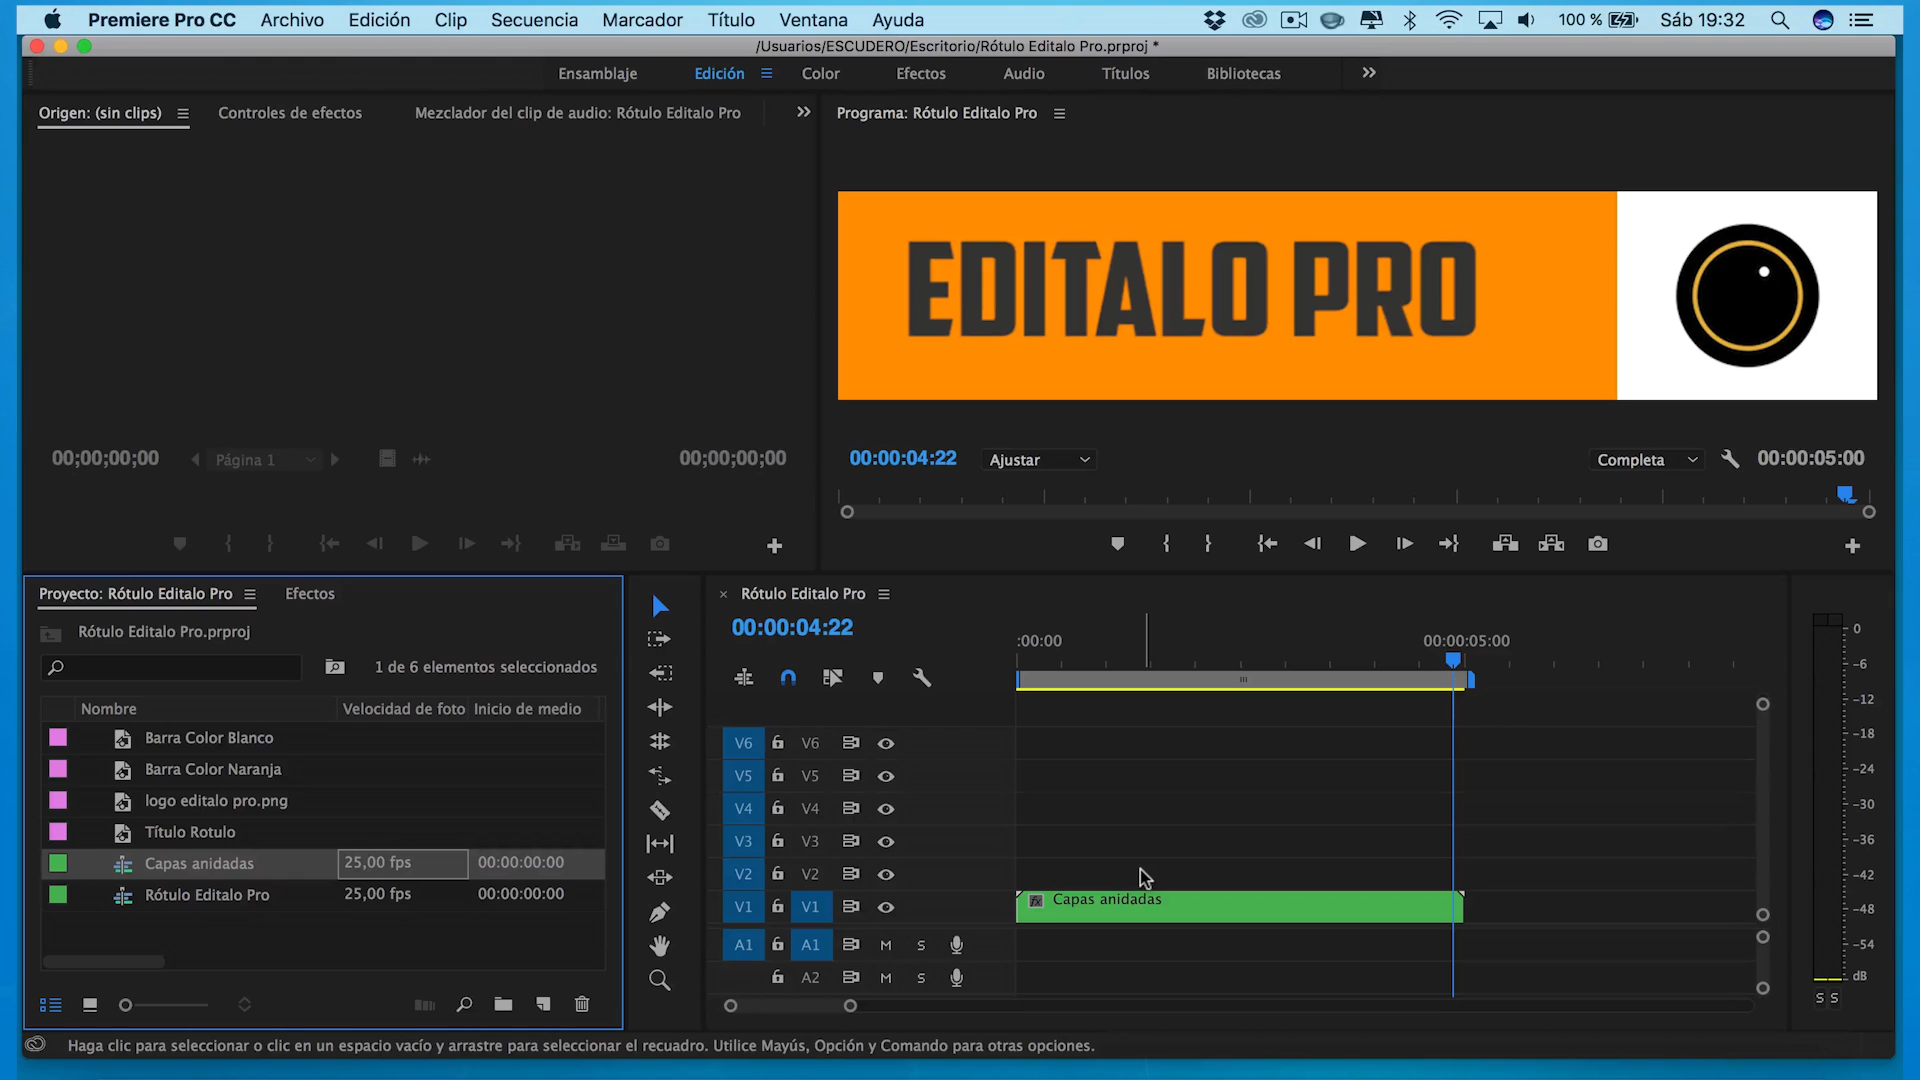 Premiere Pro CC Archivo Edición Clip Secuencia Marcador Título Ventana Ayuda 100 % Sáb 19:32
/Usuarios/ESCUDERO/Escritorio/Rótulo Editalo Pro.prproj *
Ensamblaje Edición Color Efectos Audio Títulos Bibliotecas
Origen: (sin clips) Controles de efectos Mezclador del clip de audio: Rótulo Editalo Pro
Programa: Rótulo Editalo Pro
EDITALO PRO
00;00;00;00 Página 1 00;00;00;00
00:00:04:22 Ajustar Completa 00:00:05:00
Proyecto: Rótulo Editalo Pro Efectos
Rótulo Editalo Pro.prproj
1 de 6 elementos seleccionados
Nombre Velocidad de foto Inicio de medio
Barra Color Blanco
Barra Color Naranja
logo editalo pro.png
Título Rotulo
Capas anidadas 25,00 fps 00:00:00:00
Rótulo Editalo Pro 25,00 fps 00:00:00:00
× Rótulo Editalo Pro
00:00:04:22
:00:00 00:00:05:00
V6 V6
V5 V5
V4 V4
V3 V3
V2 V2
V1 V1 fx Capas anidadas
A1 A1 M S
A2 M S
0
-6
-12
-18
-24
-30
-36
-42
-48
-54
dB
S S
Haga clic para seleccionar o clic en un espacio vacío y arrastre para seleccionar el recuadro. Utilice Mayús, Opción y Comando para otras opciones.